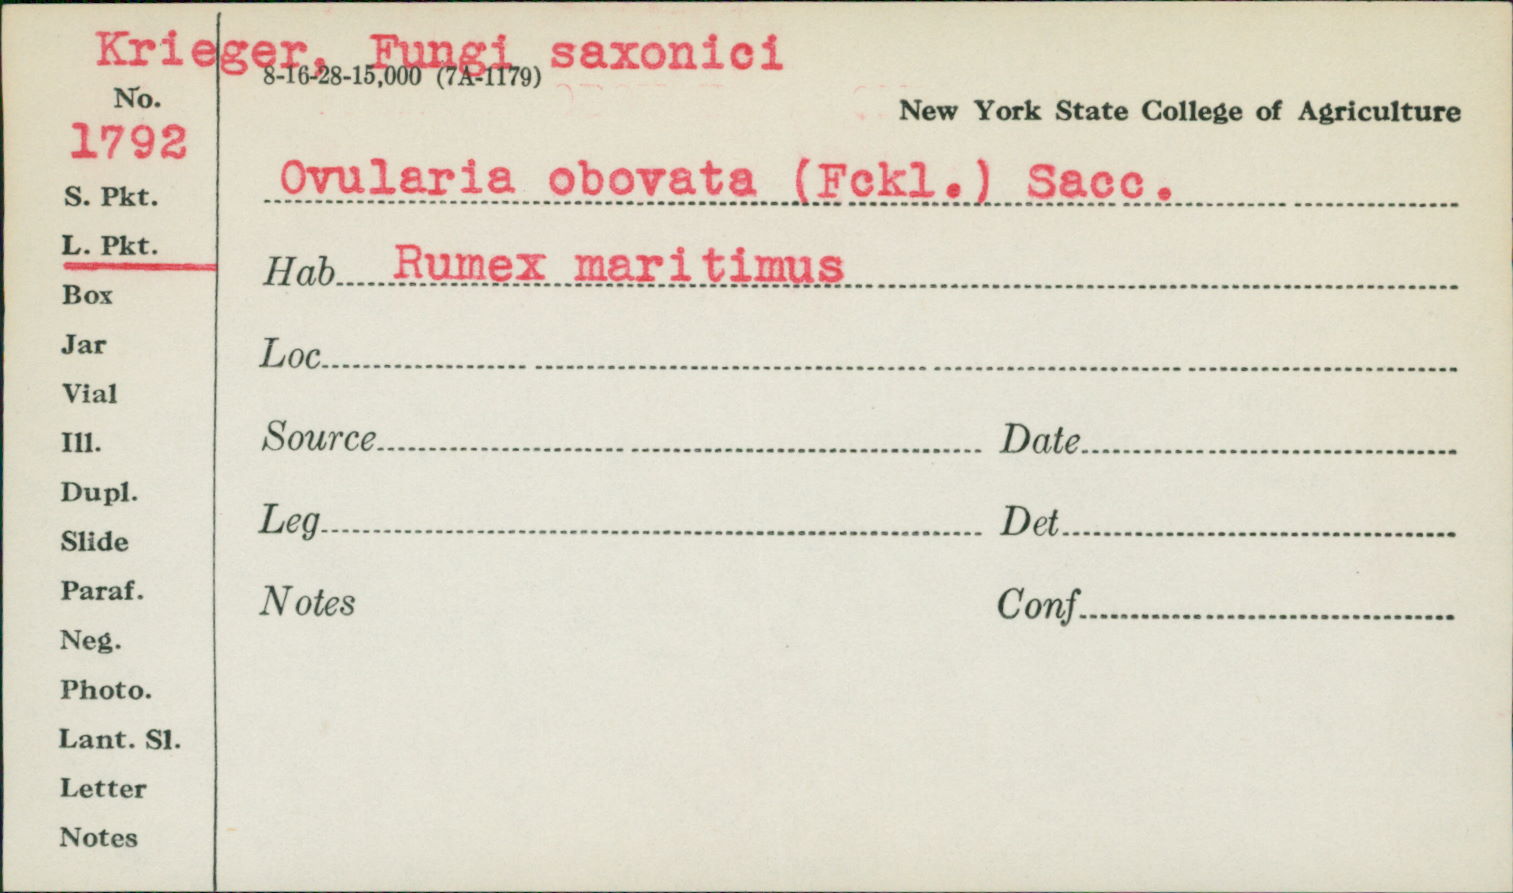 Krieger, Fungi saxonici
8-16-28-15,000 (7A-1179)
No.
New York State College of Agriculture
1792
Ovularia obovata (Fckl.) Sacc.
S. Pkt.
L. Pkt.
Hab Rumex maritimus
Box
Jar
Loc
Vial
Ill.
Source Date
Dupl.
Slide
Leg Det
Paraf.
Notes Conf
Neg.
Photo.
Lant. Sl.
Letter
Notes